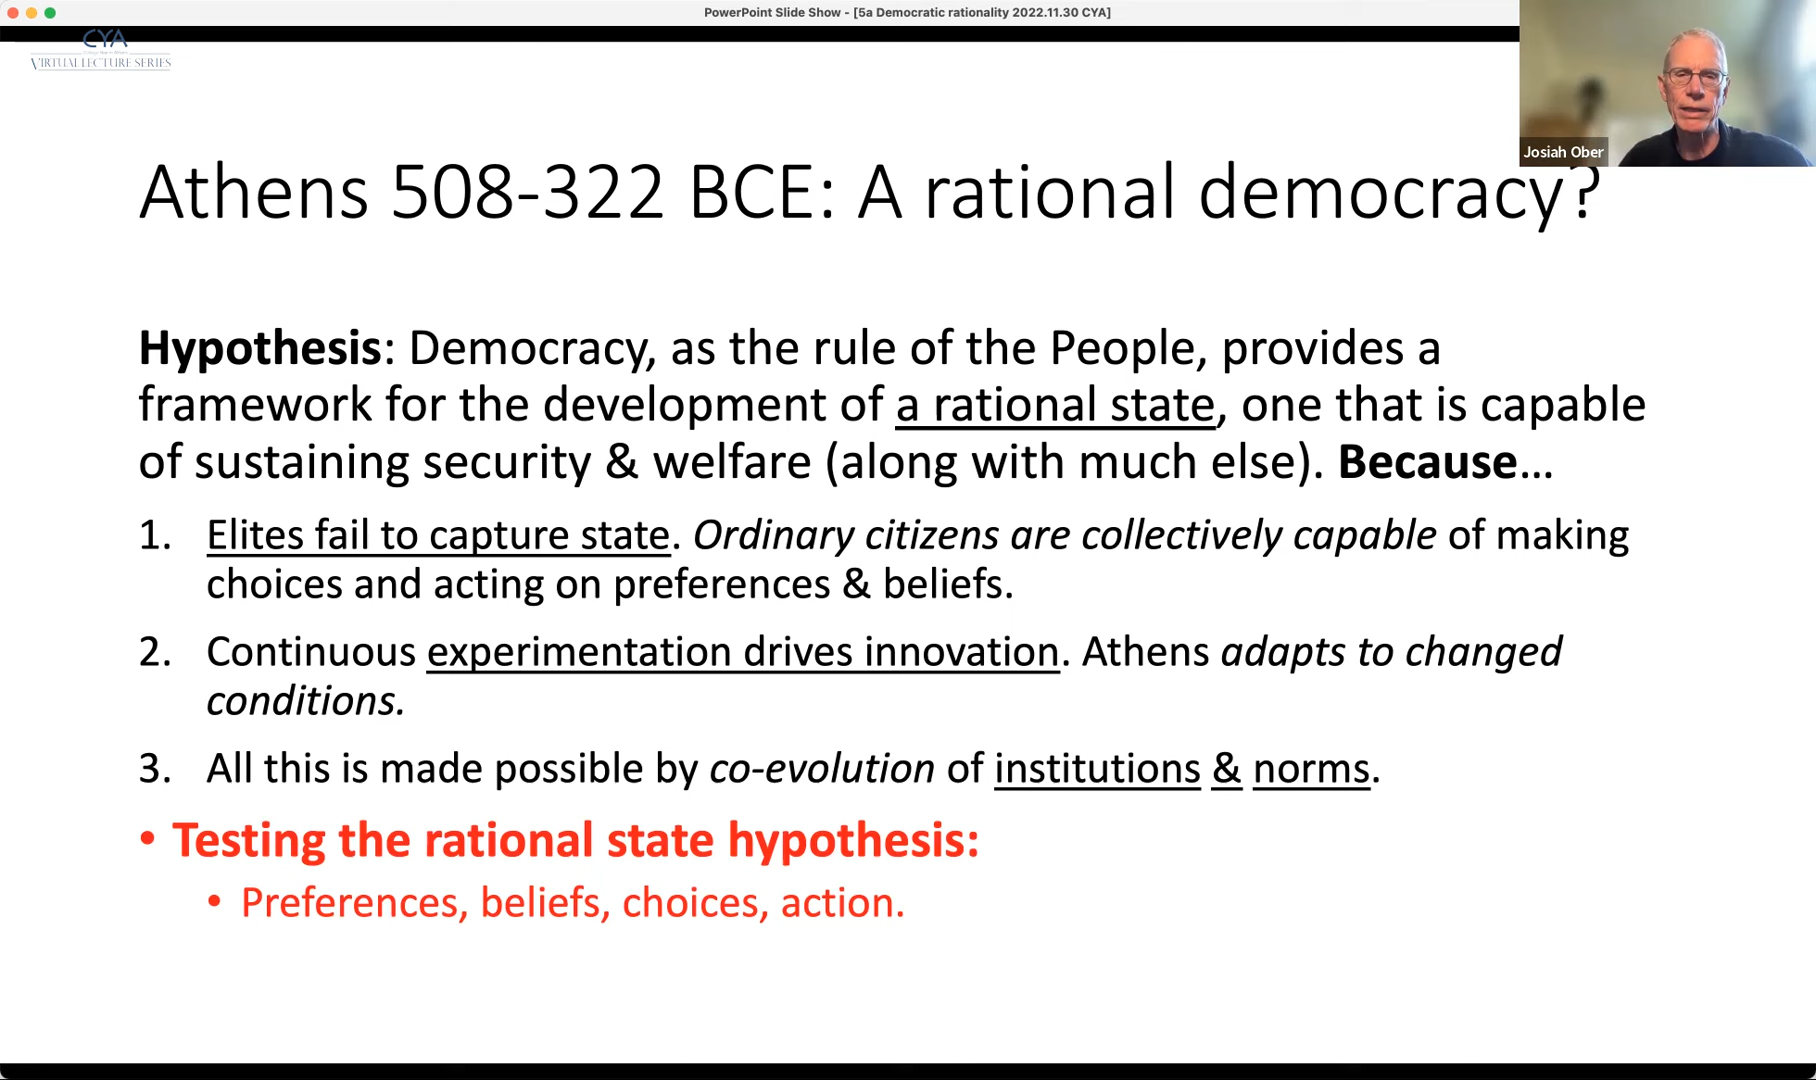 PowerPoint Slide Show - [5a Democratic rationality 2022.11.30 CYA]
CYA
VIRTUAL LECTURE SERIES
Josiah Ober
Athens 508-322 BCE: A rational democracy?
Hypothesis: Democracy, as the rule of the People, provides a
framework for the development of a rational state, one that is capable
of sustaining security & welfare (along with much else). Because...
1. Elites fail to capture state. Ordinary citizens are collectively capable of making
choices and acting on preferences & beliefs.
2. Continuous experimentation drives innovation. Athens adapts to changed
conditions.
3. All this is made possible by co-evolution of institutions & norms.
• Testing the rational state hypothesis:
• Preferences, beliefs, choices, action.